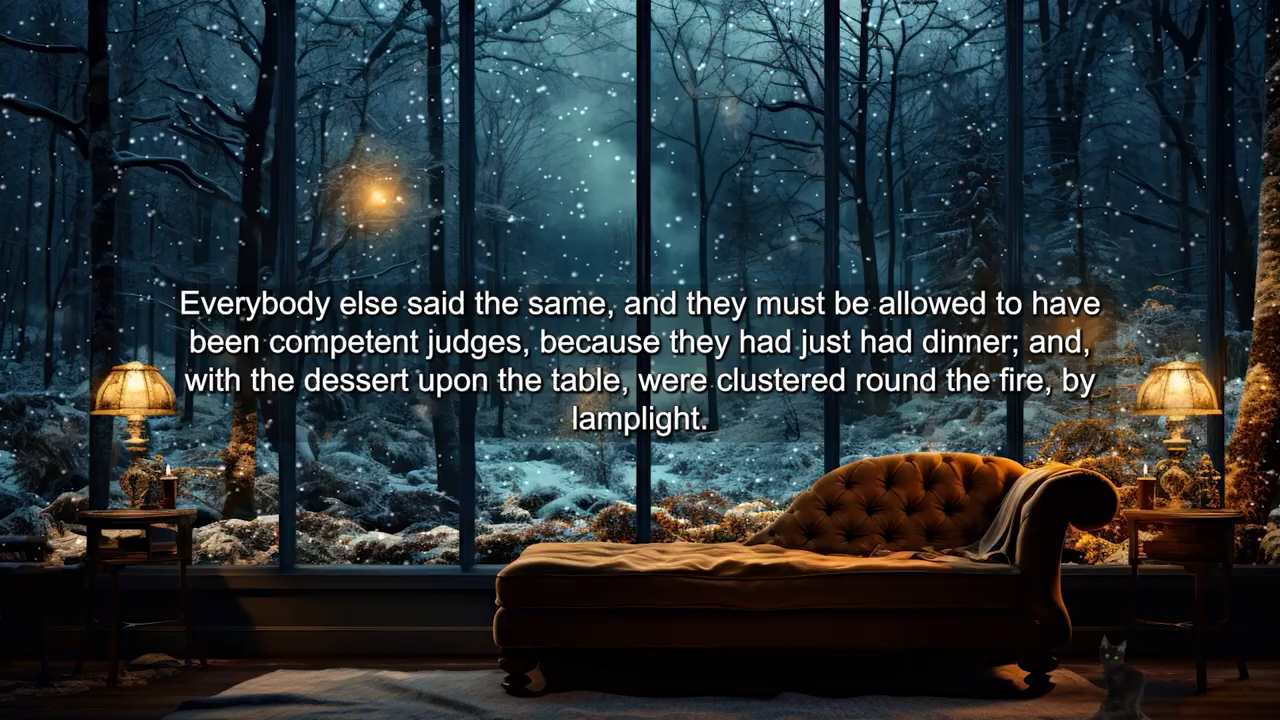 Everybody else said the same, and they must be allowed to have
been competent judges, because they had just had dinner; and,
with the dessert upon the table, were clustered round the fire, by
lamplight.